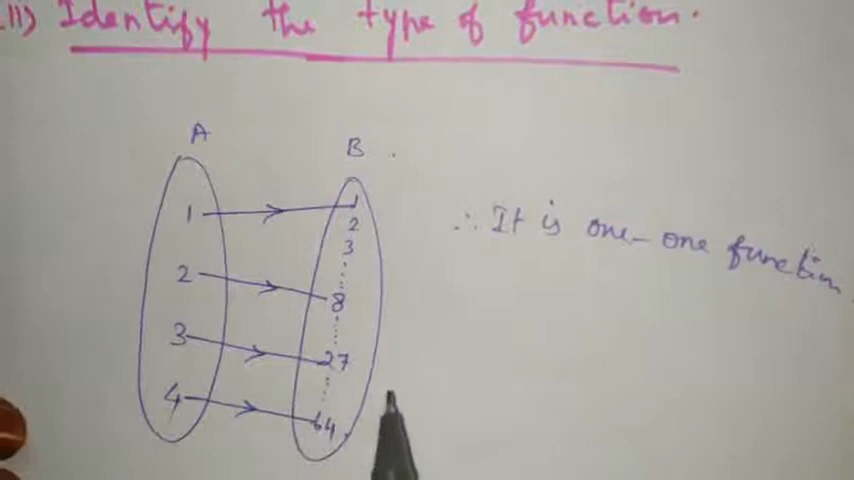 ii) Identify the type of function.
A B
1 1
2
3
2 8
3 27
4 64
∴ It is one-one function.